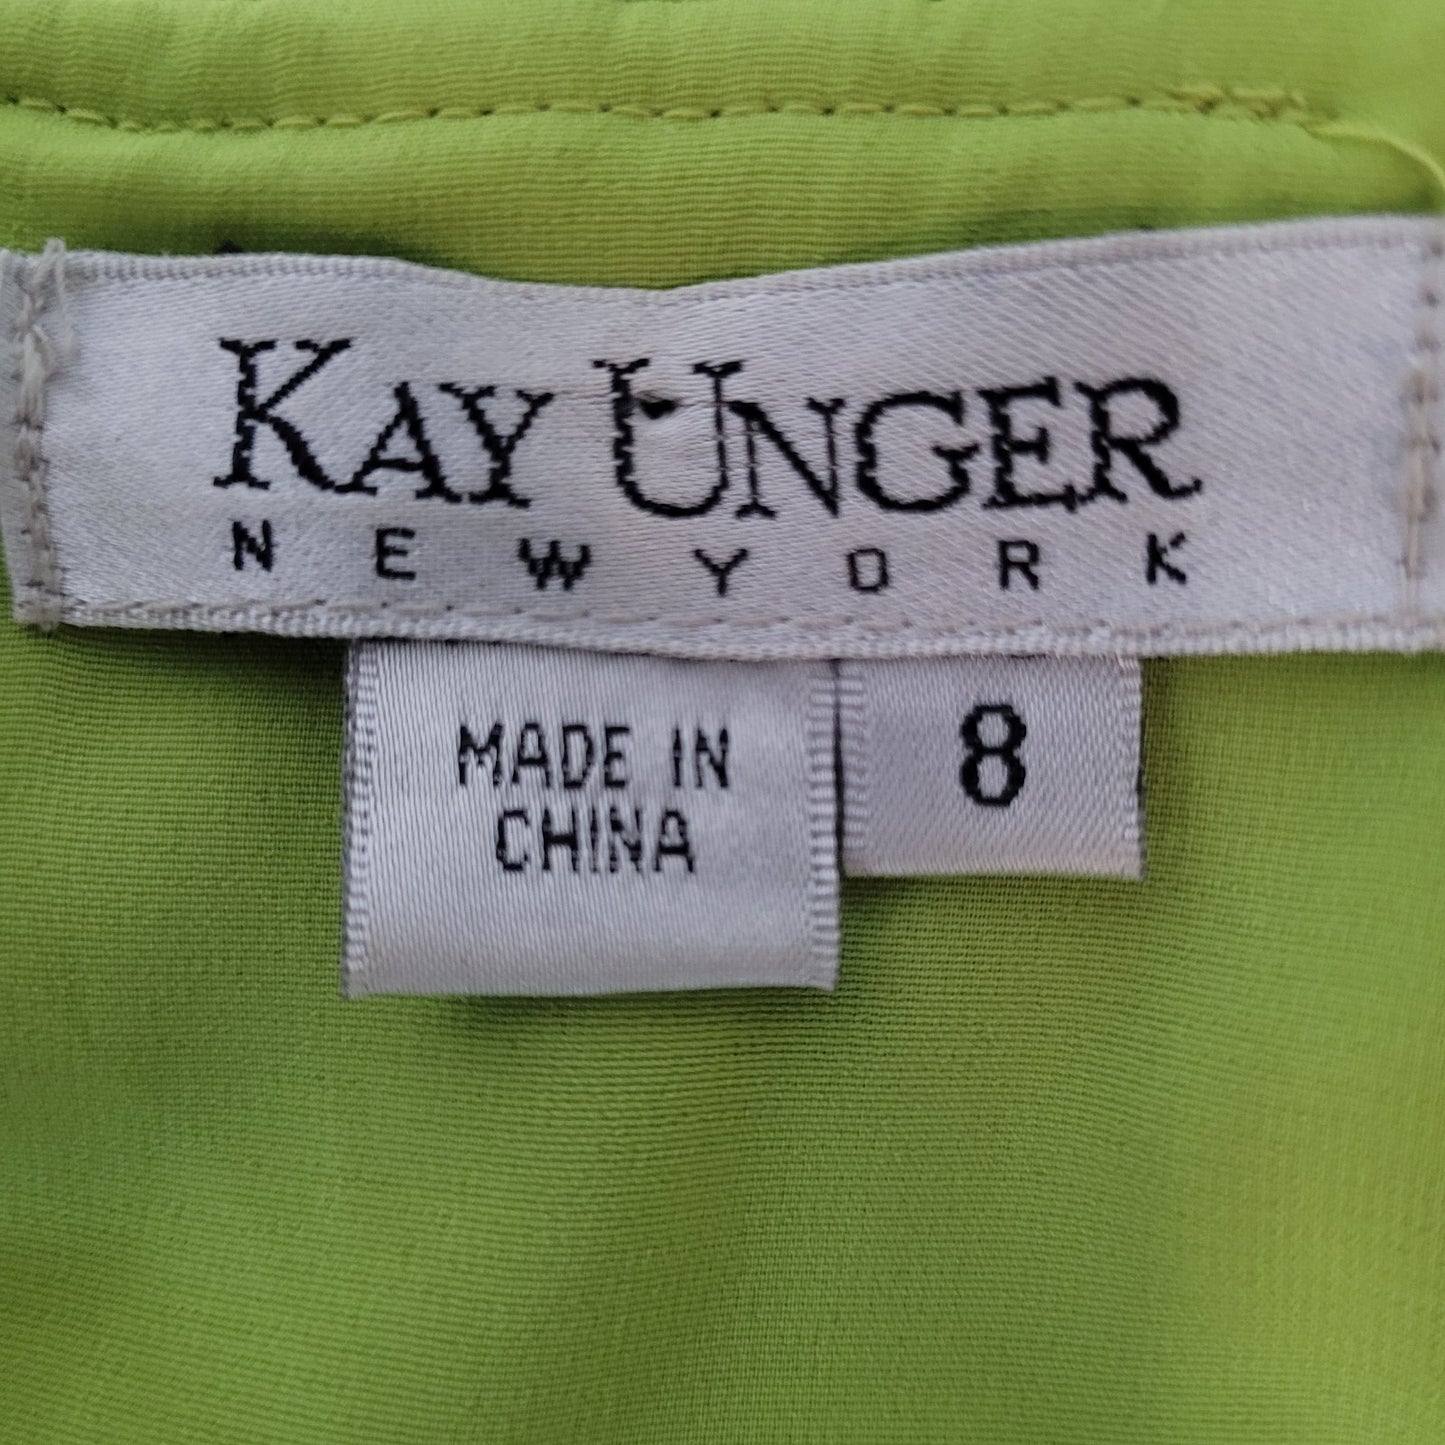 KAY UNGER
NEW YORK
MADE IN
CHINA
8